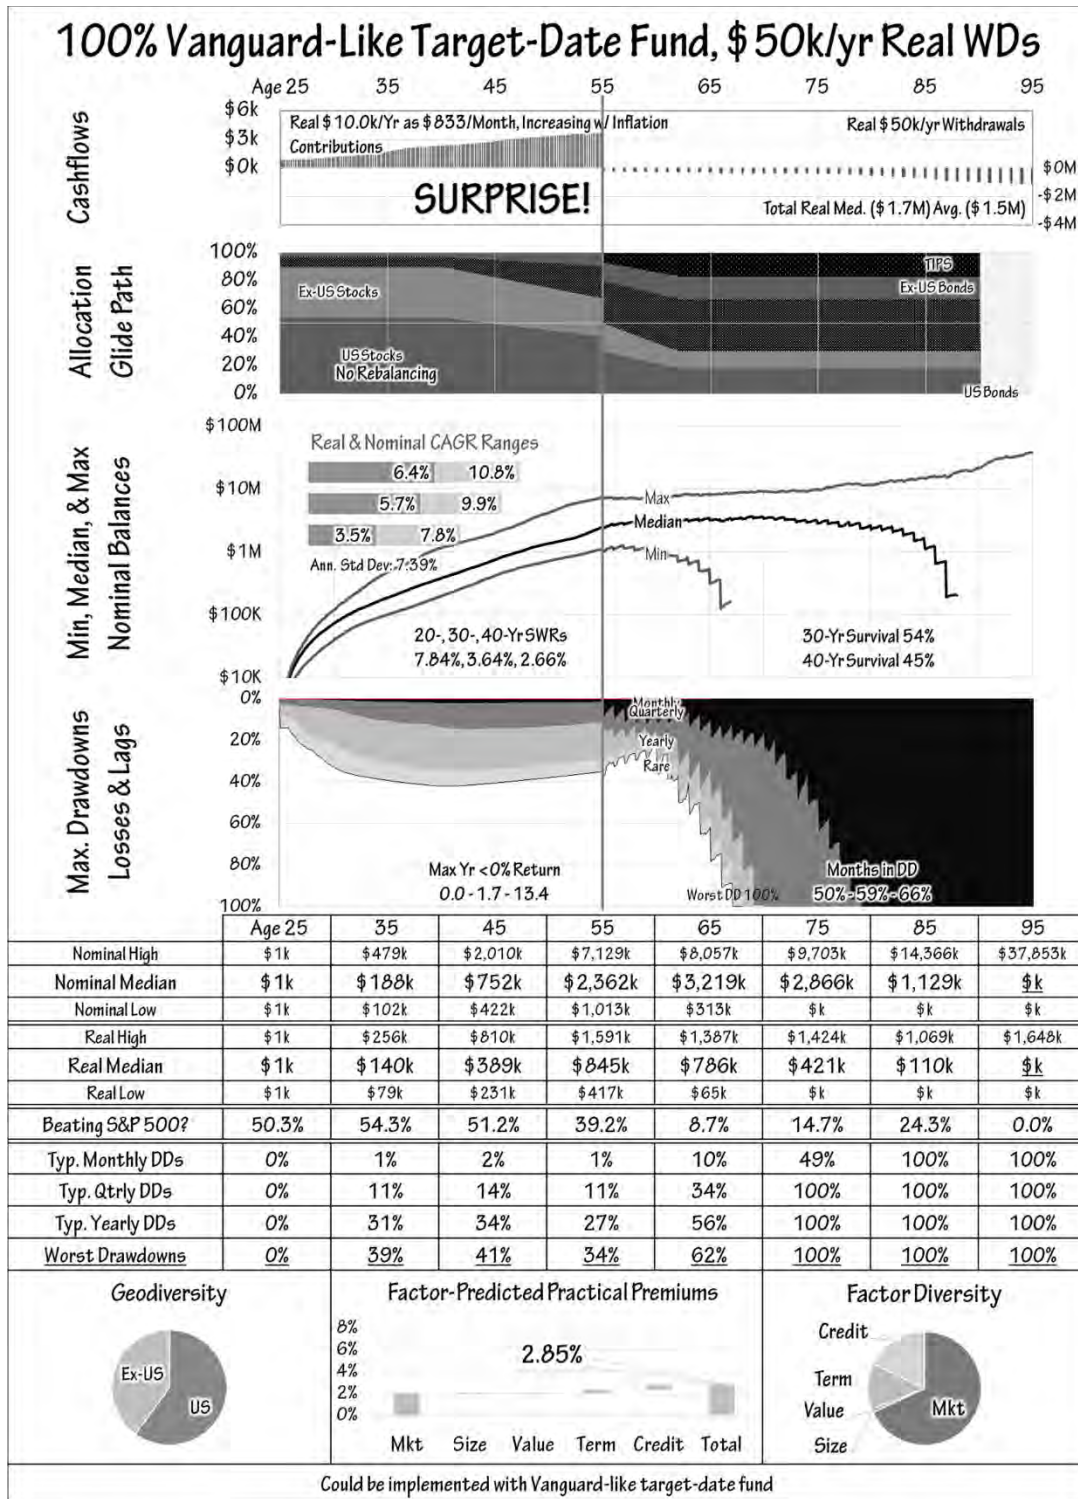 100% Vanguard-Like Target-Date Fund, $50k/yr Real WDs
Age 25 35 45 55 65 75 85 95
Cashflows
$6k
$3k
$0k
Real $10.0k/Yr as $833/Month, Increasing w/ Inflation
Contributions
Real $50k/yr Withdrawals
SURPRISE!
Total Real Med. ($1.7M) Avg. ($1.5M)
$0M
-$2M
-$4M
Allocation
Glide Path
100%
80%
60%
40%
20%
0%
TIPS
Ex-US Bonds
Ex-US Stocks
US Stocks
No Rebalancing
US Bonds
Min, Median, & Max
Nominal Balances
$100M
$10M
$1M
$100K
$10K
Real & Nominal CAGR Ranges
6.4% 10.8%
5.7% 9.9%
3.5% 7.8%
Ann. Std Dev: 7.39%
Max
Median
Min
20-, 30-, 40-Yr SWRs
7.84%, 3.64%, 2.66%
30-Yr Survival 54%
40-Yr Survival 45%
Max. Drawdowns
Losses & Lags
0%
20%
40%
60%
80%
100%
Monthly
Quarterly
Yearly
Rare
Max Yr <0% Return
0.0 - 1.7 - 13.4
Worst DD 100%
Months in DD
50% - 59% - 66%
Age 25 35 45 55 65 75 85 95
Nominal High $1k $479k $2,010k $7,129k $8,057k $9,703k $14,366k $37,853k
Nominal Median $1k $188k $752k $2,362k $3,219k $2,866k $1,129k $k
Nominal Low $1k $102k $422k $1,013k $313k $k $k $k
Real High $1k $256k $810k $1,591k $1,387k $1,424k $1,069k $1,648k
Real Median $1k $140k $389k $845k $786k $421k $110k $k
Real Low $1k $79k $231k $417k $65k $k $k $k
Beating S&P 500? 50.3% 54.3% 51.2% 39.2% 8.7% 14.7% 24.3% 0.0%
Typ. Monthly DDs 0% 1% 2% 1% 10% 49% 100% 100%
Typ. Qtrly DDs 0% 11% 14% 11% 34% 100% 100% 100%
Typ. Yearly DDs 0% 31% 34% 27% 56% 100% 100% 100%
Worst Drawdowns 0% 39% 41% 34% 62% 100% 100% 100%
Geodiversity
Ex-US
US
Factor-Predicted Practical Premiums
8%
6%
4%
2%
0%
2.85%
Mkt Size Value Term Credit Total
Factor Diversity
Credit
Term
Value
Size
Mkt
Could be implemented with Vanguard-like target-date fund